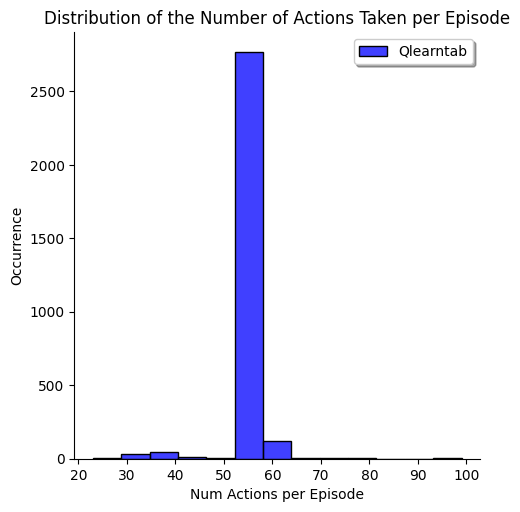 Distribution of the Number of Actions Taken per Episode
Qlearntab
2500
2000
1500
1000
500
0
Occurrence
20 30 40 50 60 70 80 90 100
Num Actions per Episode